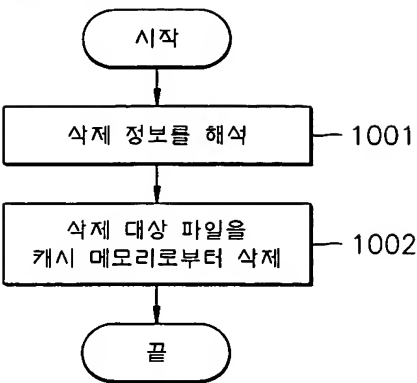 시작
삭제 정보를 해석
1001
삭제 대상 파일을
캐시 메모리로부터 삭제
1002
끝